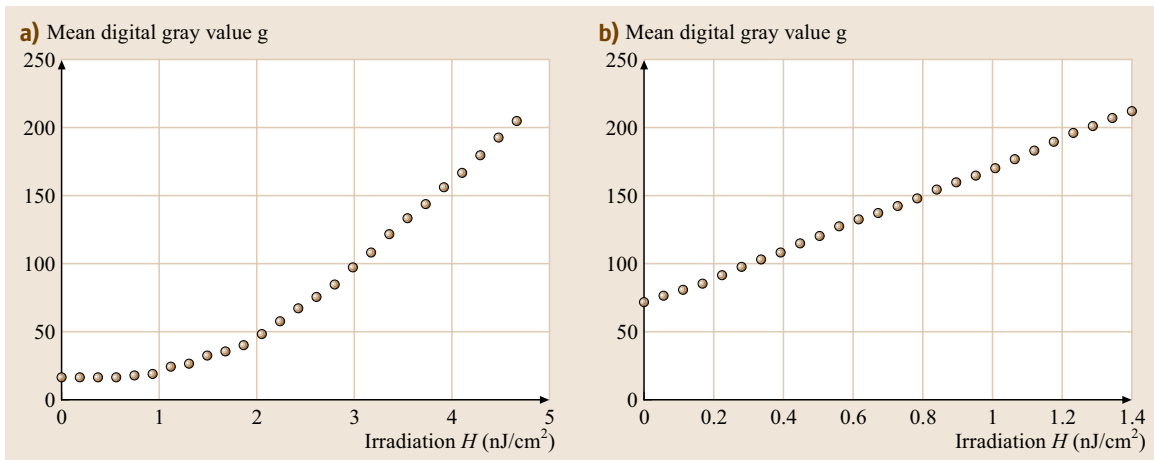 a) Mean digital gray value g
250
200
150
100
50
0
0 1 2 3 4 5
Irradiation H (nJ/cm²)
b) Mean digital gray value g
250
200
150
100
50
0
0 0.2 0.4 0.6 0.8 1 1.2 1.4
Irradiation H (nJ/cm²)